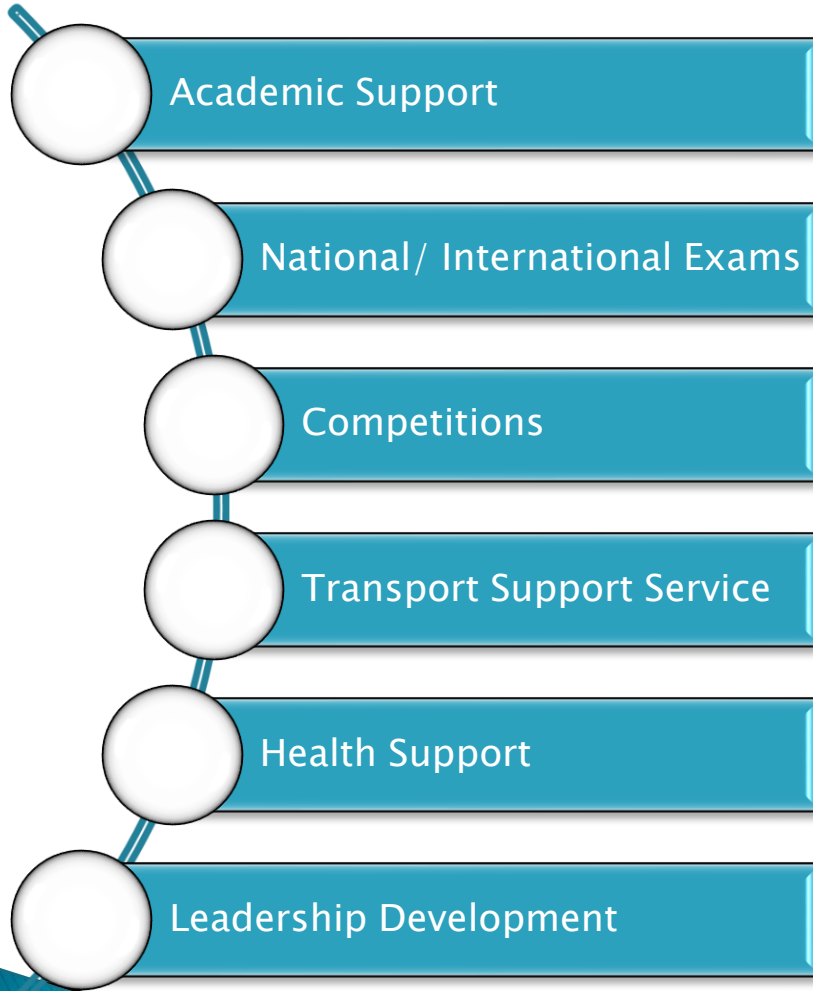 Academic Support
National/ International Exams
Competitions
Transport Support Service
Health Support
Leadership Development